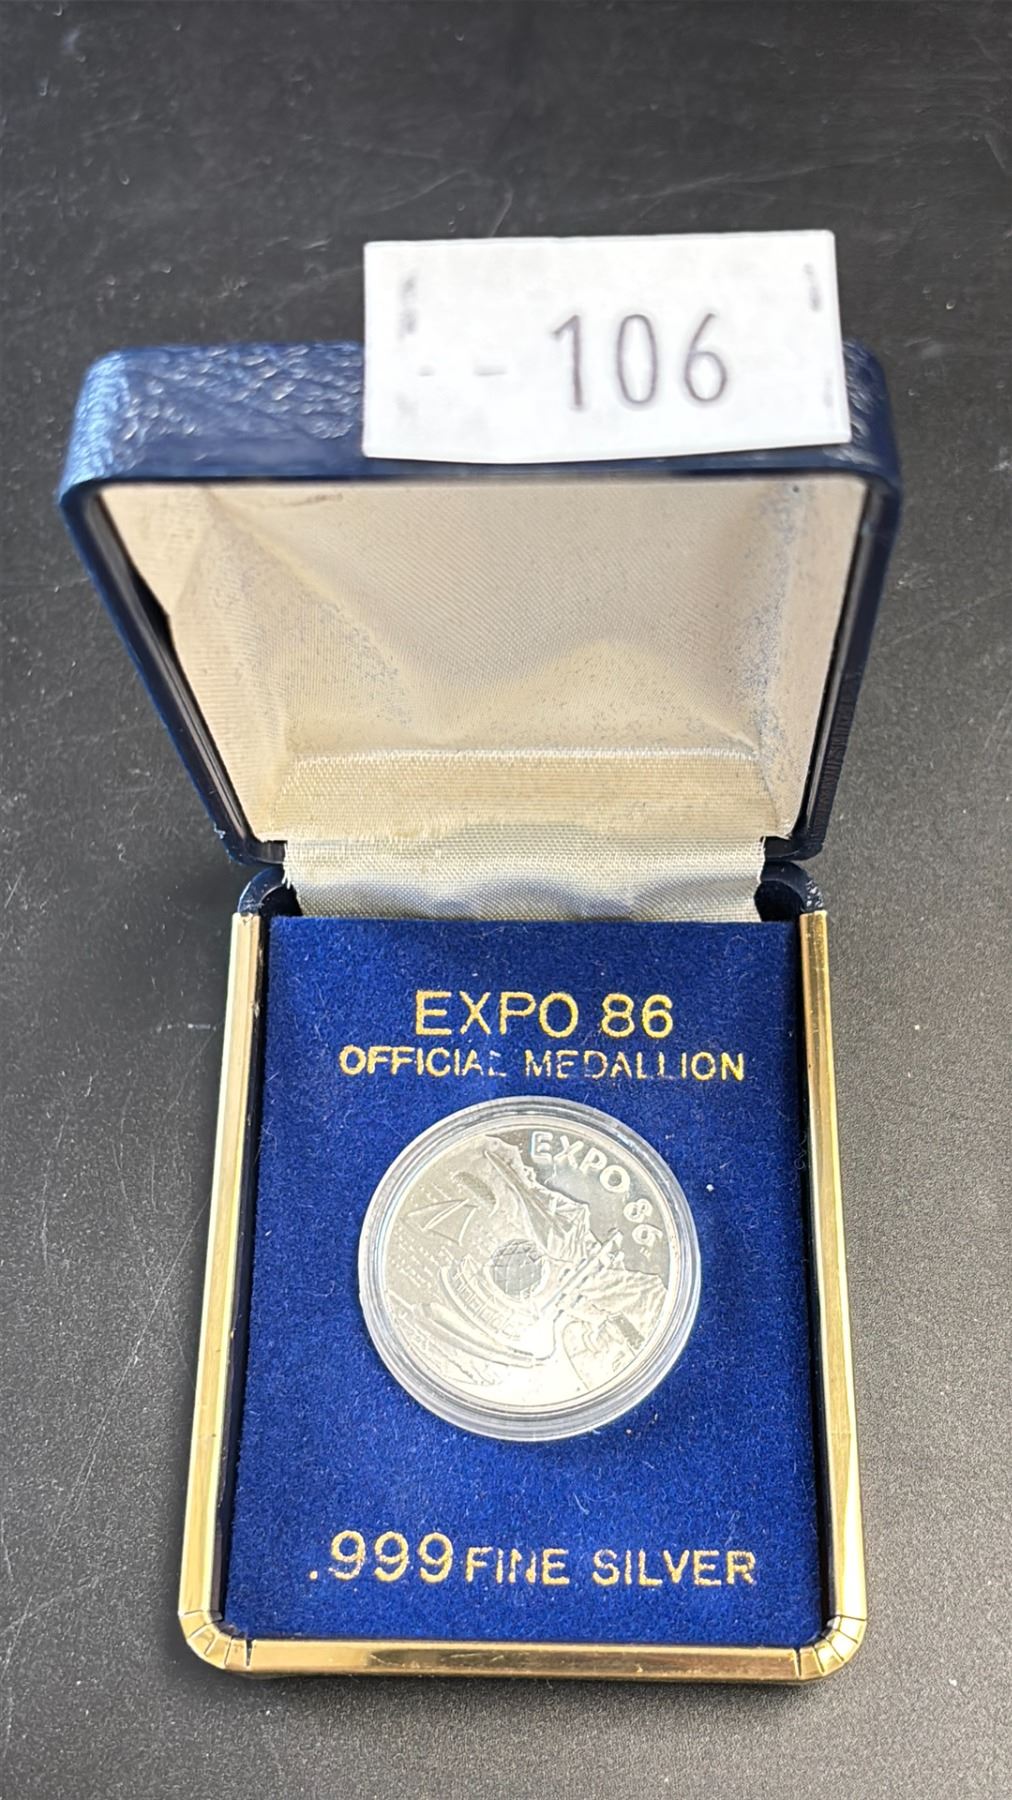 106
EXPO 86
OFFICIAL MEDALLION
EXPO 86
.999 FINE SILVER